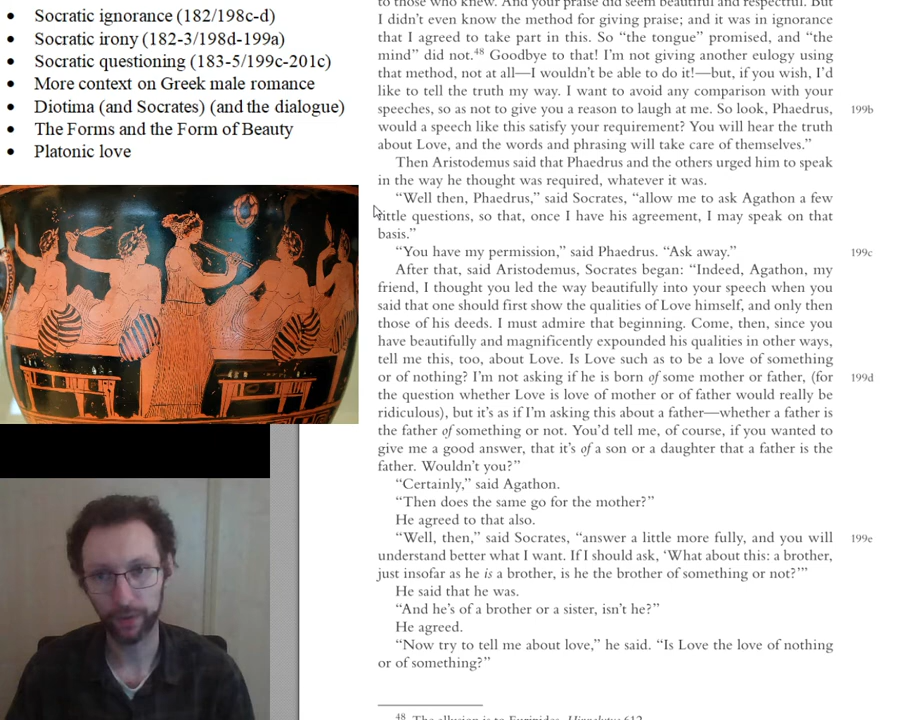 Socratic ignorance (182/198c-d)
Socratic irony (182-3/198d-199a)
Socratic questioning (183-5/199c-201c)
More context on Greek male romance
Diotima (and Socrates) (and the dialogue)
The Forms and the Form of Beauty
Platonic love
to those who knew. And your praise did seem beautiful and respectful. But
I didn't even know the method for giving praise; and it was in ignorance
that I agreed to take part in this. So “the tongue” promised, and “the
mind” did not.48 Goodbye to that! I'm not giving another eulogy using
that method, not at all—I wouldn't be able to do it!—but, if you wish, I'd
like to tell the truth my way. I want to avoid any comparison with your
speeches, so as not to give you a reason to laugh at me. So look, Phaedrus,
199b
would a speech like this satisfy your requirement? You will hear the truth
about Love, and the words and phrasing will take care of themselves.”
Then Aristodemus said that Phaedrus and the others urged him to speak
in the way he thought was required, whatever it was.
“Well then, Phaedrus,” said Socrates, “allow me to ask Agathon a few
little questions, so that, once I have his agreement, I may speak on that
basis.”
“You have my permission,” said Phaedrus. “Ask away.”
199c
After that, said Aristodemus, Socrates began: “Indeed, Agathon, my
friend, I thought you led the way beautifully into your speech when you
said that one should first show the qualities of Love himself, and only then
those of his deeds. I must admire that beginning. Come, then, since you
have beautifully and magnificently expounded his qualities in other ways,
tell me this, too, about Love. Is Love such as to be a love of something
or of nothing? I'm not asking if he is born of some mother or father, (for
199d
the question whether Love is love of mother or of father would really be
ridiculous), but it's as if I'm asking this about a father—whether a father is
the father of something or not. You'd tell me, of course, if you wanted to
give me a good answer, that it's of a son or a daughter that a father is the
father. Wouldn't you?”
“Certainly,” said Agathon.
“Then does the same go for the mother?”
He agreed to that also.
“Well, then,” said Socrates, “answer a little more fully, and you will
199e
understand better what I want. If I should ask, ‘What about this: a brother,
just insofar as he is a brother, is he the brother of something or not?’”
He said that he was.
“And he's of a brother or a sister, isn't he?”
He agreed.
“Now try to tell me about love,” he said. “Is Love the love of nothing
or of something?”
48 The allusion is to Euripides, Hippolytus 612.